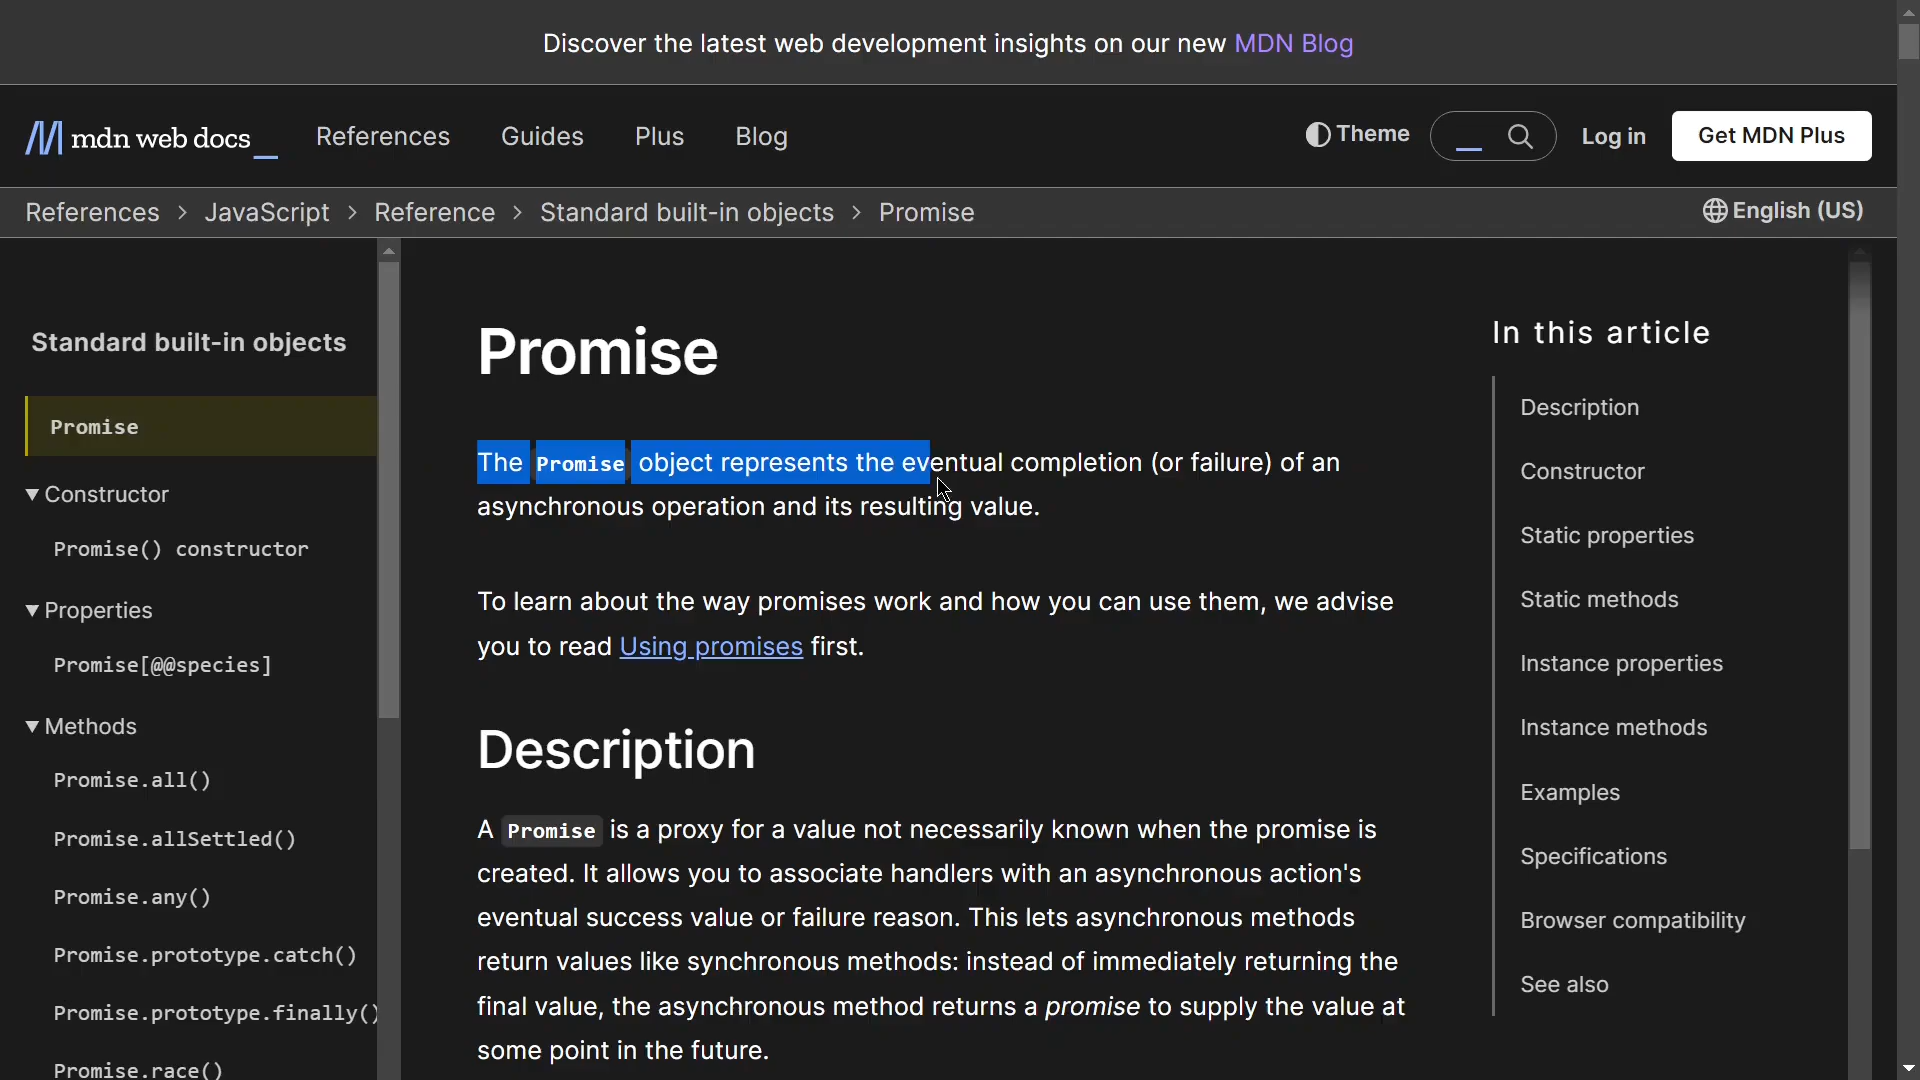 Discover the latest web development insights on our new MDN Blog
mdn web docs_
References
Guides
Plus
Blog
Theme
Log in
Get MDN Plus
References > JavaScript > Reference > Standard built-in objects > Promise
English (US)
Standard built-in objects
Promise
Constructor
Promise() constructor
Properties
Promise[@@species]
Methods
Promise.all()
Promise.allSettled()
Promise.any()
Promise.prototype.catch()
Promise.prototype.finally()
Promise.race()
Promise
The Promise object represents the eventual completion (or failure) of an
asynchronous operation and its resulting value.
To learn about the way promises work and how you can use them, we advise
you to read Using promises first.
Description
A Promise is a proxy for a value not necessarily known when the promise is
created. It allows you to associate handlers with an asynchronous action's
eventual success value or failure reason. This lets asynchronous methods
return values like synchronous methods: instead of immediately returning the
final value, the asynchronous method returns a promise to supply the value at
some point in the future.
In this article
Description
Constructor
Static properties
Static methods
Instance properties
Instance methods
Examples
Specifications
Browser compatibility
See also